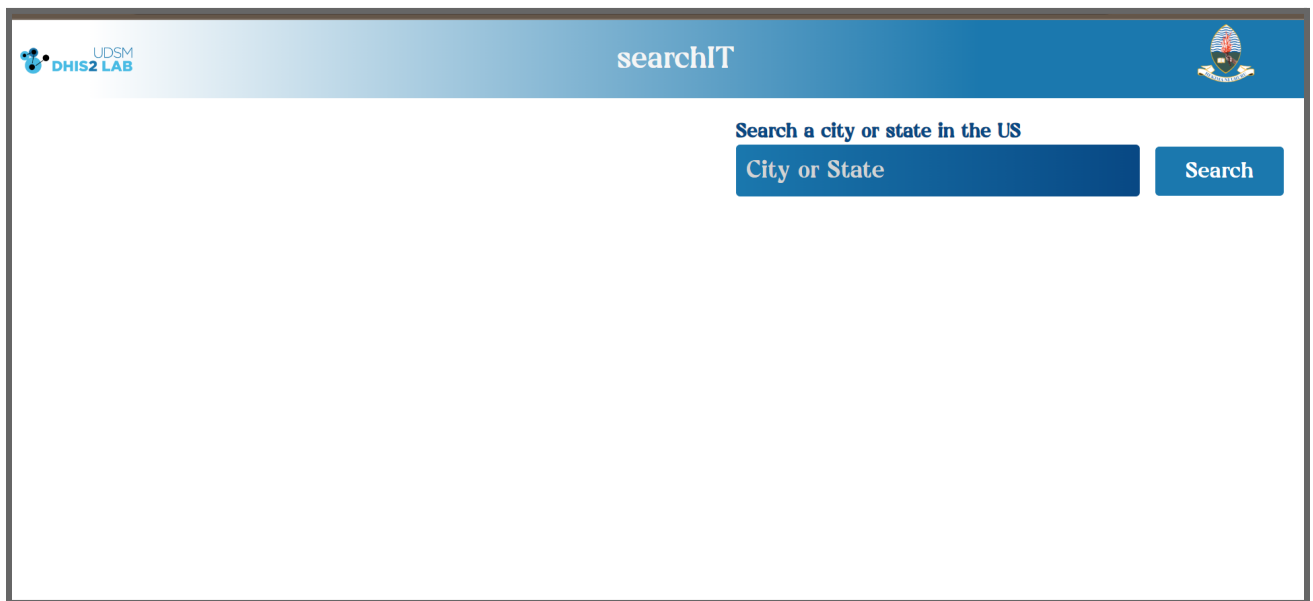 UDSM
DHIS2 LAB
searchIT
Search a city or state in the US
City or State
Search